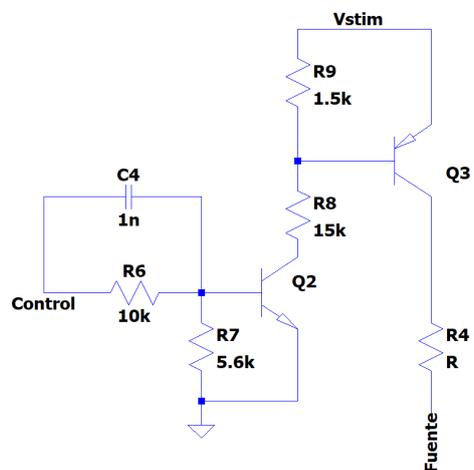 Vstim
R9
1.5k
Q3
C4
1n
R8
15k
R6
Q2
Control
10k
R7
5.6k
R4
R
Fuente